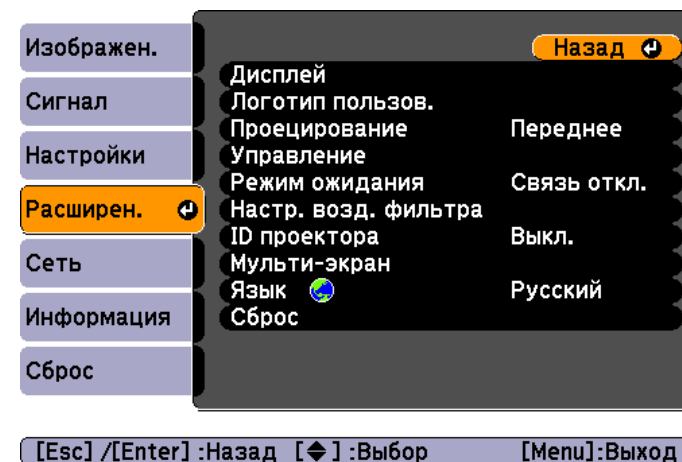 Изображен.
Сигнал
Настройки
Расширен.
Сеть
Информация
Сброс
Назад
Дисплей
Логотип пользов.
Проецирование Переднее
Управление
Режим ожидания Связь откл.
Настр. возд. фильтра
ID проектора Выкл.
Мульти-экран
Язык Русский
Сброс
[Esc] /[Enter] :Назад [◆] :Выбор [Menu]:Выход